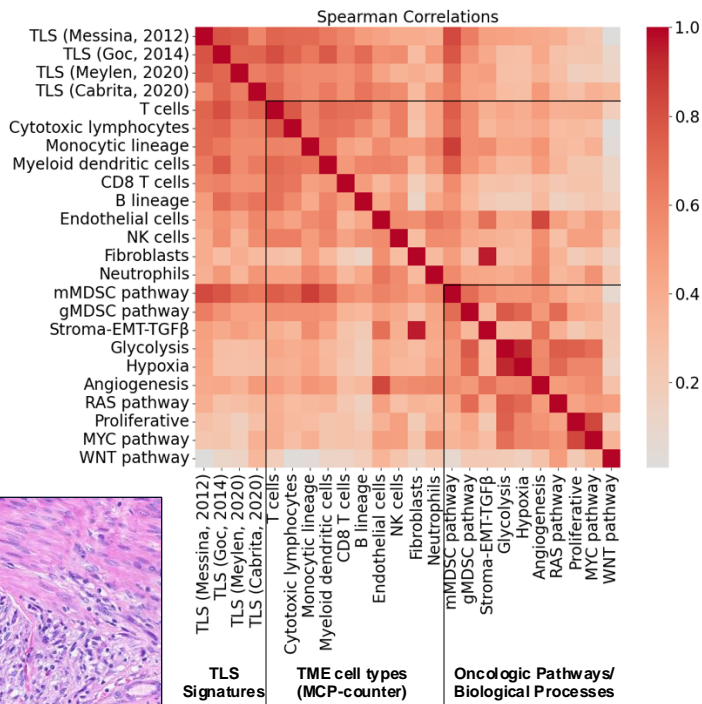 Spearman Correlations
TLS (Messina, 2012)
TLS (Goc, 2014)
TLS (Meylen, 2020)
TLS (Cabrita, 2020)
T cells
Cytotoxic lymphocytes
Monocytic lineage
Myeloid dendritic cells
CD8 T cells
B lineage
Endothelial cells
NK cells
Fibroblasts
Neutrophils
mMDSC pathway
gMDSC pathway
Stroma-EMT-TGFβ
Glycolysis
Hypoxia
Angiogenesis
RAS pathway
Proliferative
MYC pathway
WNT pathway
1.0
0.8
0.6
0.4
0.2
TLS (Messina, 2012)
TLS (Goc, 2014)
TLS (Meylen, 2020)
TLS (Cabrita, 2020)
T cells
Cytotoxic lymphocytes
Monocytic lineage
Myeloid dendritic cells
CD8 T cells
B lineage
Endothelial cells
NK cells
Fibroblasts
Neutrophils
mMDSC pathway
gMDSC pathway
Stroma-EMT-TGFβ
Glycolysis
Hypoxia
Angiogenesis
RAS pathway
Proliferative
MYC pathway
WNT pathway
TLS
Signatures
TME cell types
(MCP-counter)
Oncologic Pathways/
Biological Processes